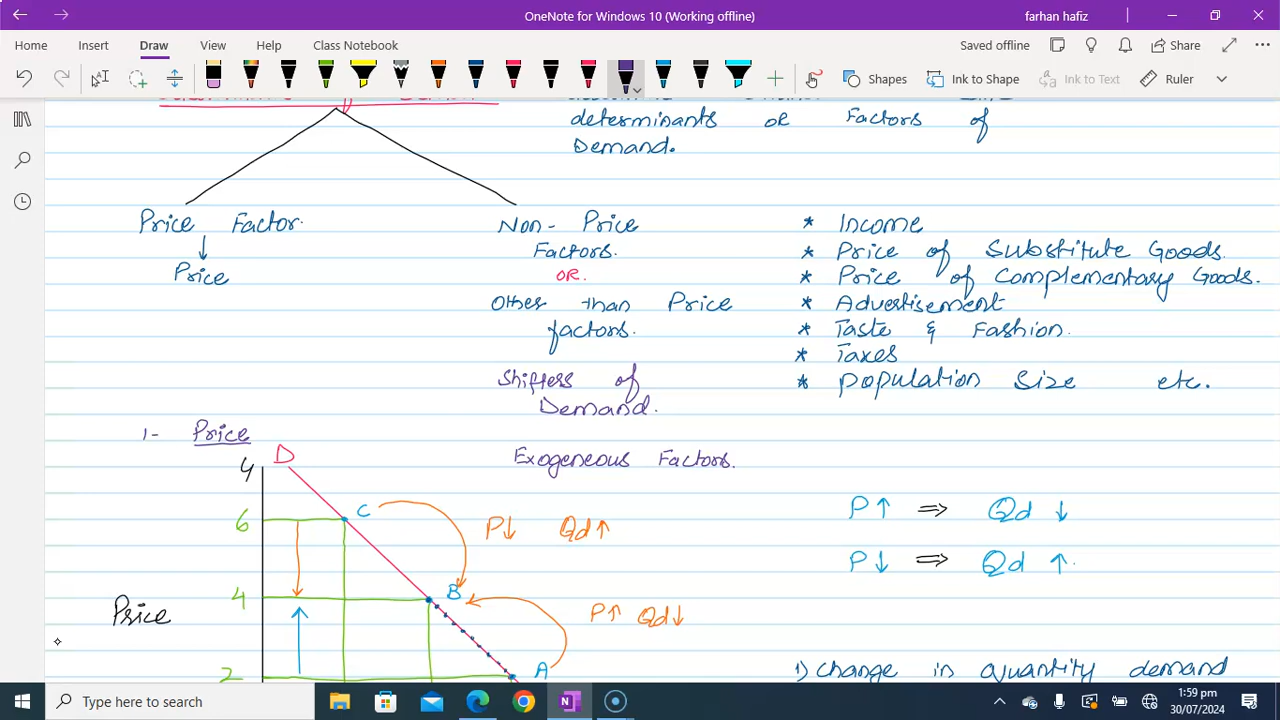 OneNote for Windows 10 (Working offline)
farhan hafiz
Home Insert Draw View Help Class Notebook
Saved offline
Share
Shapes
Ink to Shape
Ink to Text
Ruler
determinants OR Factors of
Demand.
Price Factor.
Price
Non- Price
Factors.
OR.
Other than Price
factors.
Shifters of
Demand.
Exogeneous Factors.
* Income
* Price of Substitute Goods.
* Price of Complementary Goods.
* Advertisement
* Taste & Fashion.
* Taxes
* population Size etc.
1- Price
y
D
6
C
P↓ Qd↑
4
B
Price
P↑ Qd↓
2
A
P↑ ⇒ Qd ↓
P↓ ⇒ Qd ↑
1) change in quantity demand
Type here to search
1:59 pm
30/07/2024